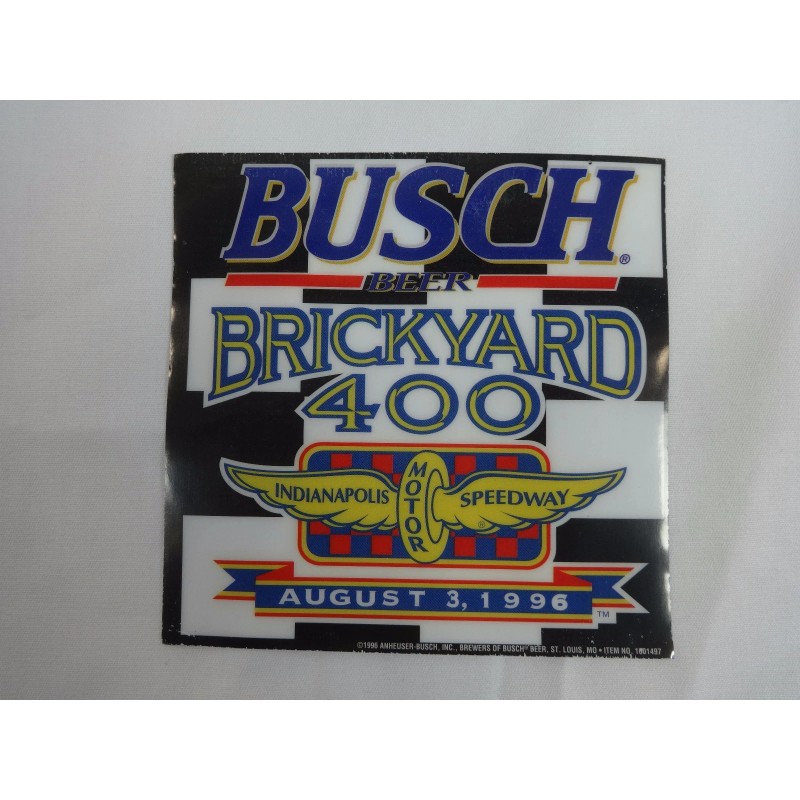 BUSCH®
BEER
BRICKYARD
400
INDIANAPOLIS MOTOR SPEEDWAY ®
AUGUST 3, 1996 ™
©1996 ANHEUSER-BUSCH, INC., BREWERS OF BUSCH® BEER, ST. LOUIS, MO • ITEM NO. 1801497